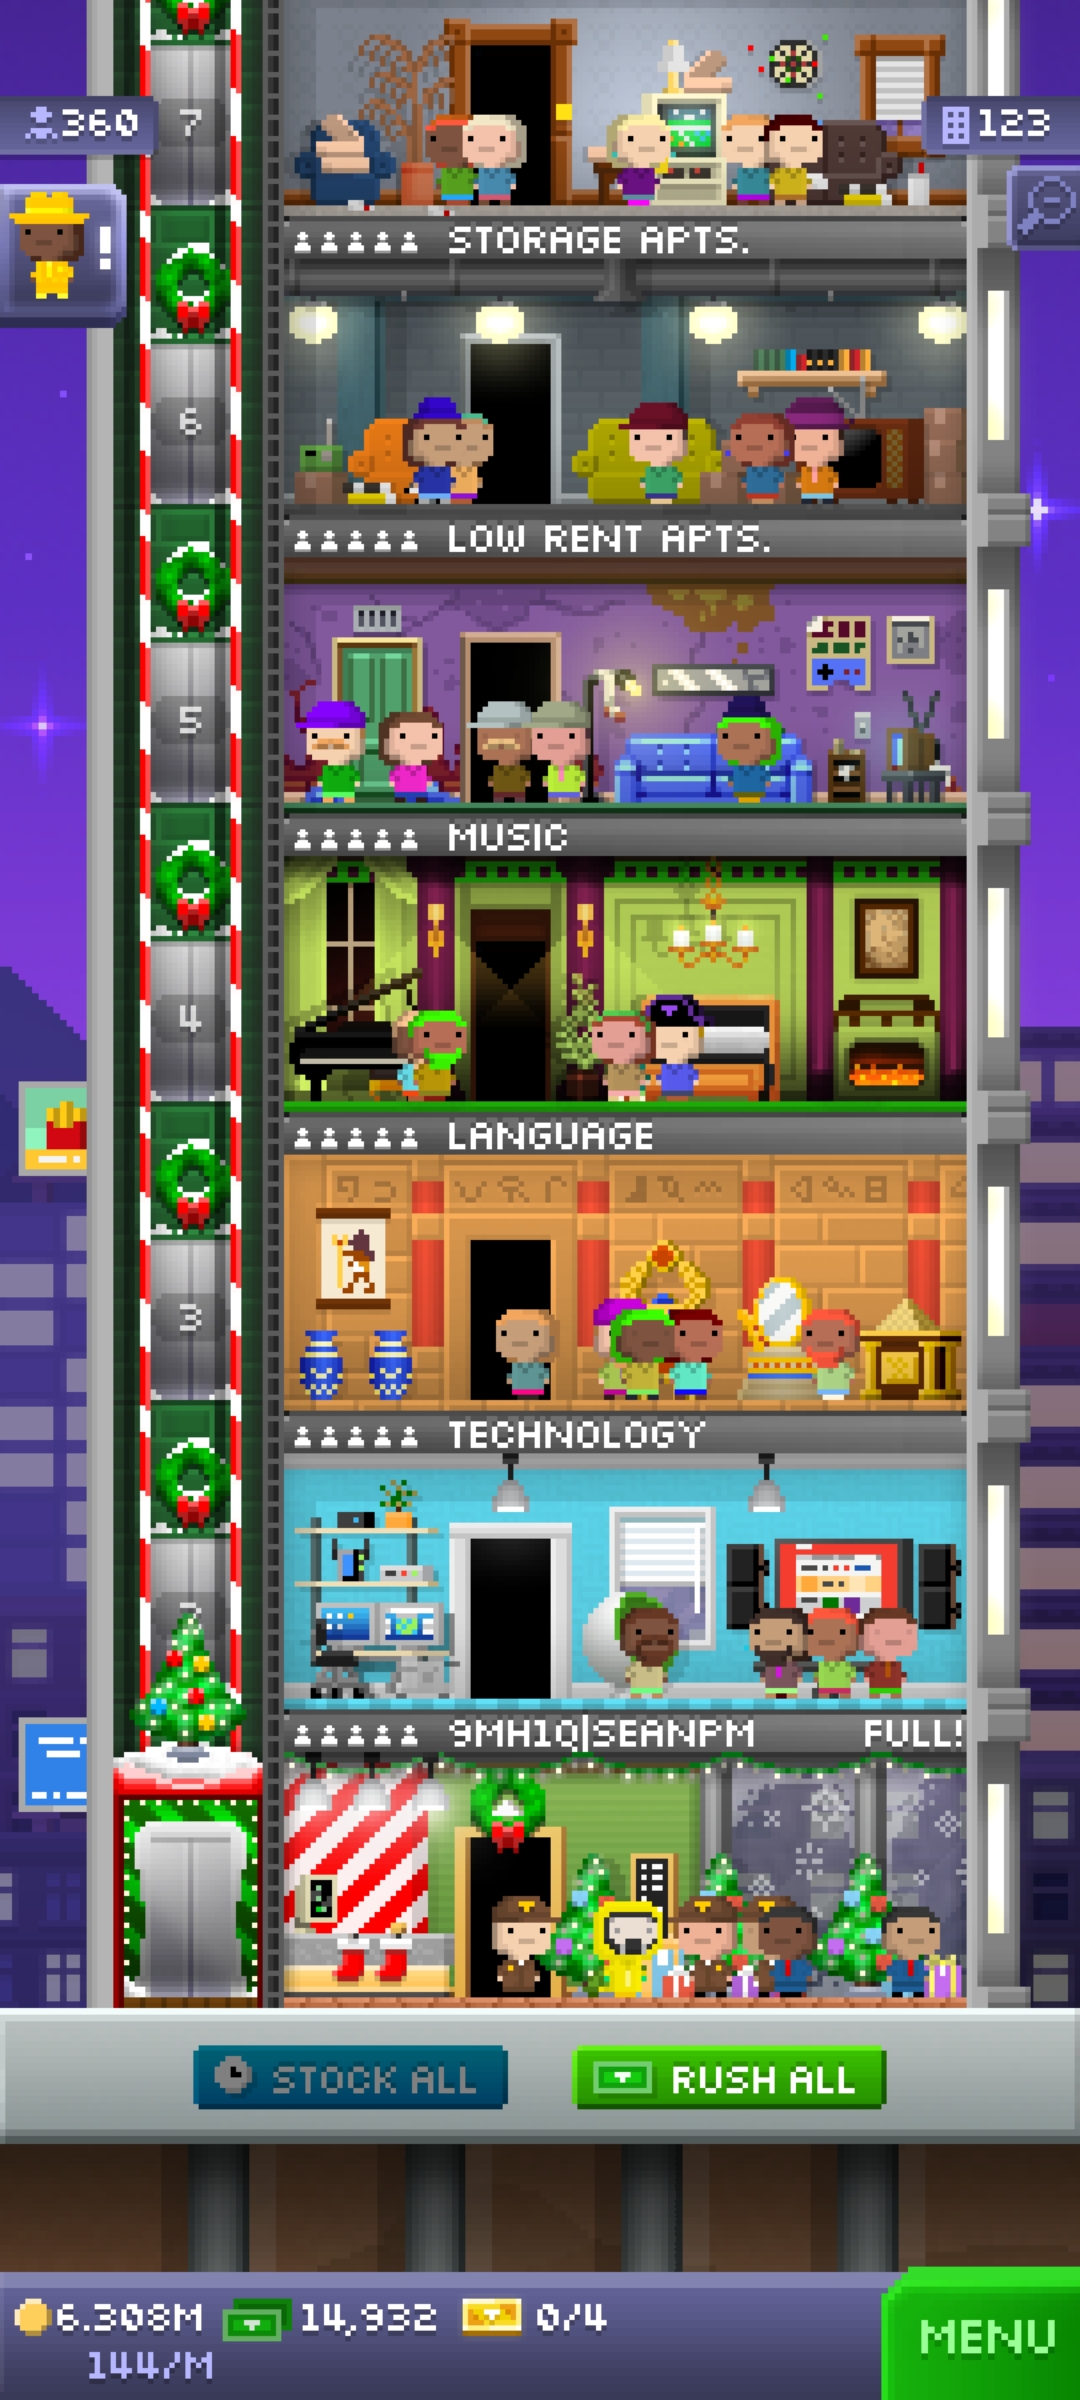 7
360
123
!
STORAGE APTS.
6
LOW RENT APTS.
5
MUSIC
4
LANGUAGE
3
TECHNOLOGY
9MH1Q|SEANPM FULL!
STOCK ALL
RUSH ALL
6.308M 14,932 0/4
144/M
MENU